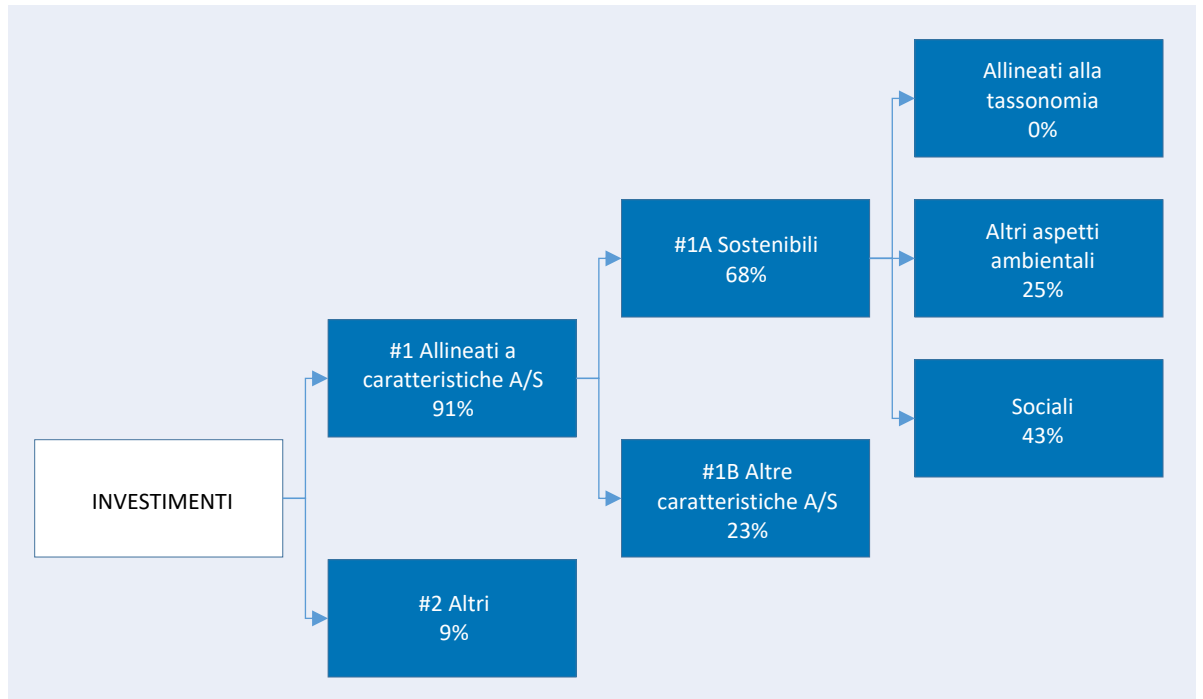 INVESTIMENTI
#1 Allineati a
caratteristiche A/S
91%
#2 Altri
9%
#1A Sostenibili
68%
#1B Altre
caratteristiche A/S
23%
Allineati alla
tassonomia
0%
Altri aspetti
ambientali
25%
Sociali
43%